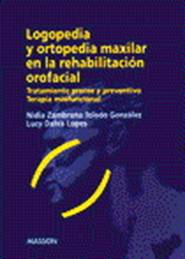 Logopedia
y ortopedia maxilar
en la rehabilitación
orofacial
Tratamiento precoz y preventivo
Terapia miofuncional
Nidia Zambrana Toledo González
Lucy Dalva Lopes
MASSON